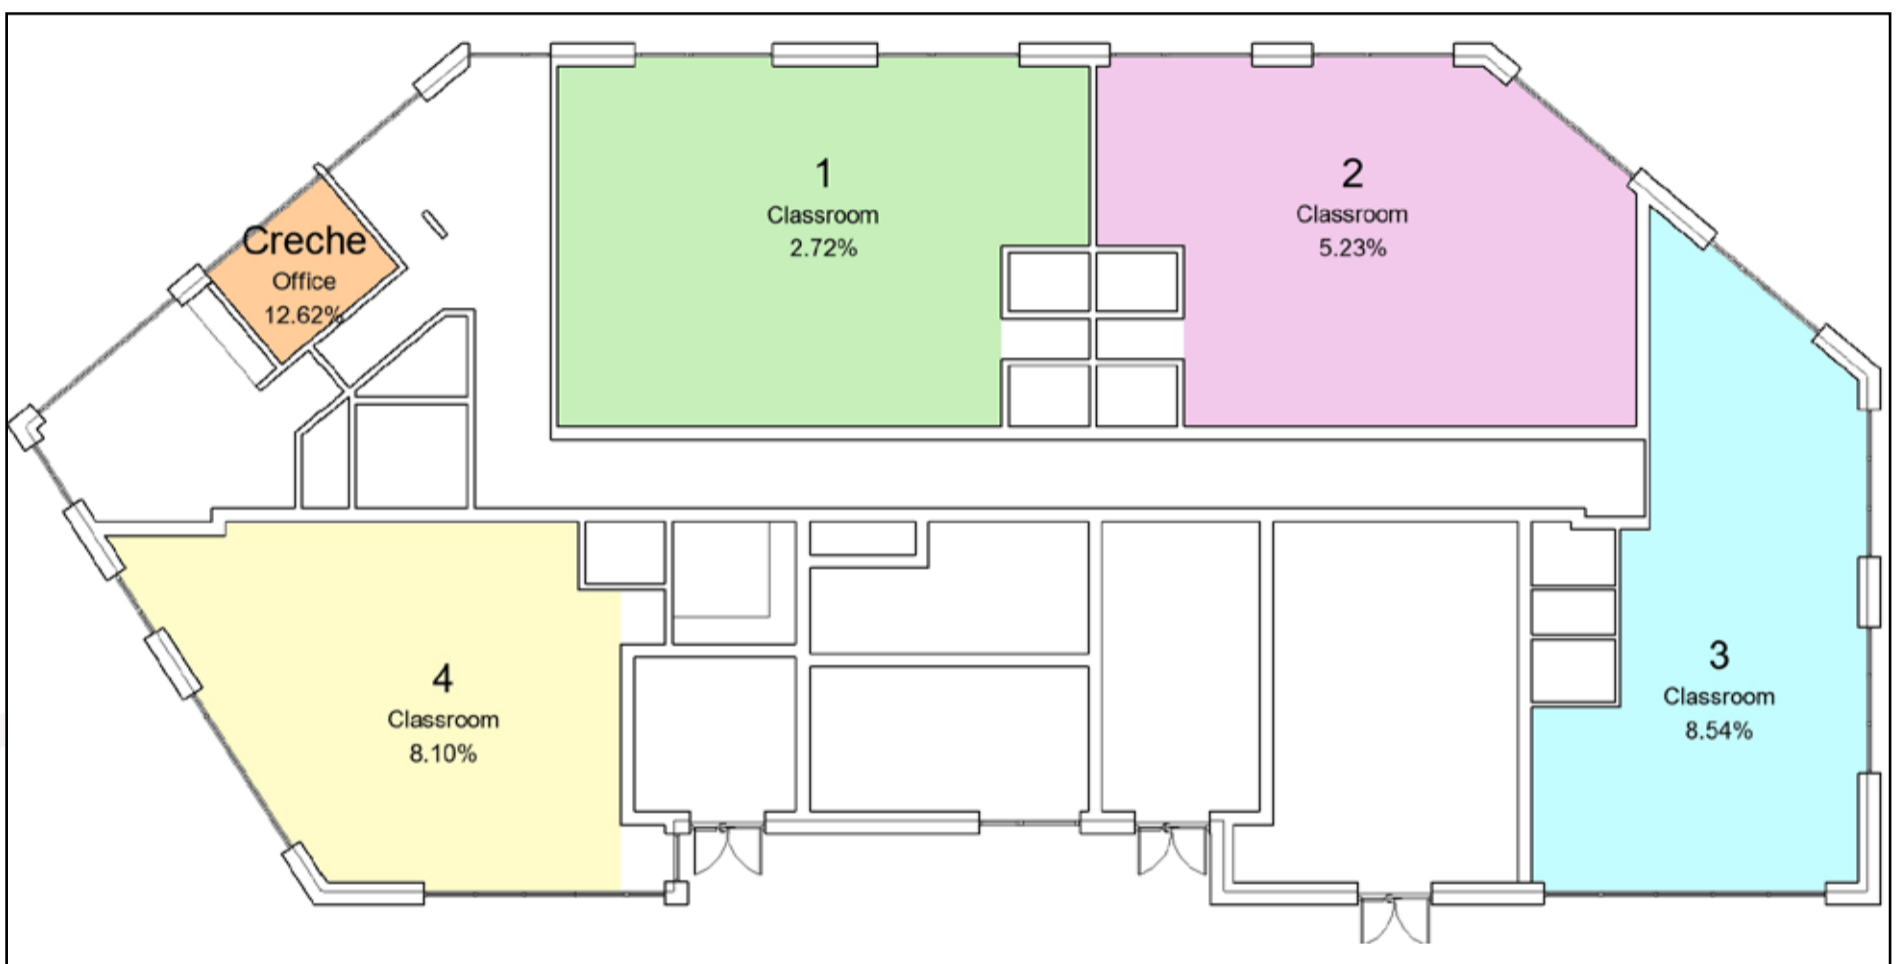 1
Classroom
2.72%
2
Classroom
5.23%
Creche
Office
12.62%
3
Classroom
8.54%
4
Classroom
8.10%